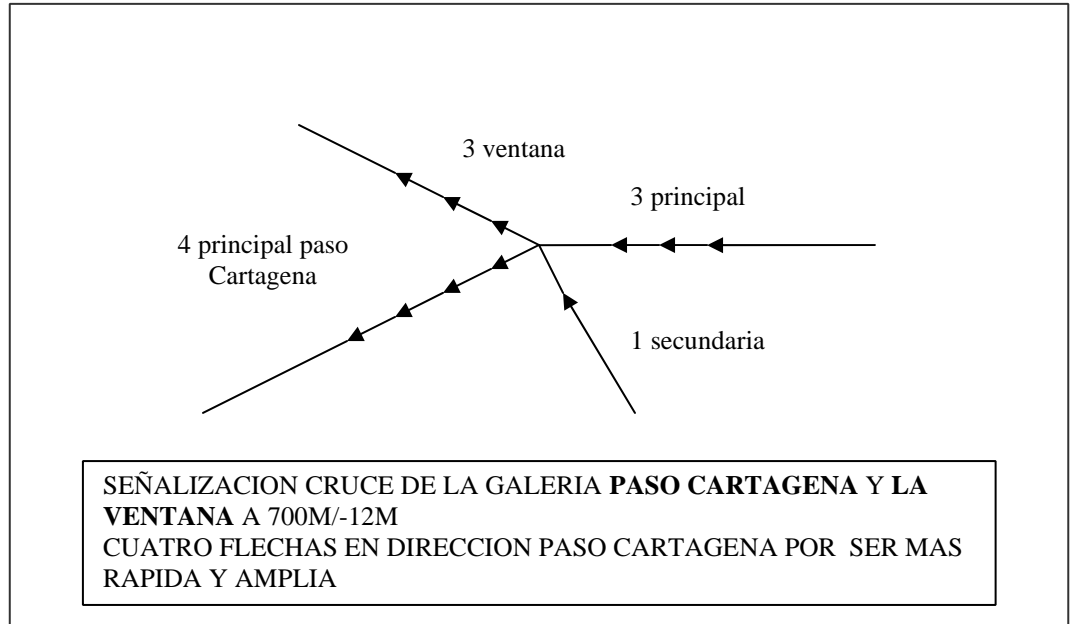 3 ventana
3 principal
4 principal paso
Cartagena
1 secundaria
SEÑALIZACION CRUCE DE LA GALERIA PASO CARTAGENA Y LA
VENTANA A 700M/-12M
CUATRO FLECHAS EN DIRECCION PASO CARTAGENA POR SER MAS
RAPIDA Y AMPLIA